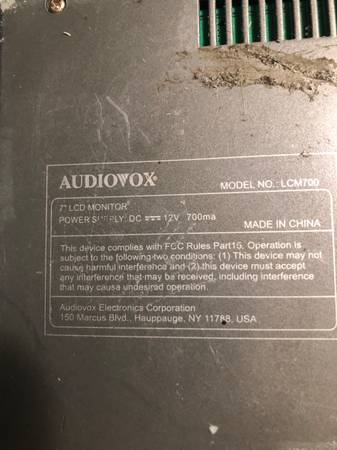 AUDIOVOX
MODEL NO.: LCM700
7" LCD MONITOR
POWER SUPPLY: DC 12V 700ma
MADE IN CHINA
This device complies with FCC Rules Part15. Operation is
subject to the following two conditions: (1) This device may not
cause harmful interference and (2) this device must accept
any interference that may be received, including interference
that may cause undesired operation.
Audiovox Electronics Corporation
150 Marcus Blvd., Hauppauge, NY 11788, USA